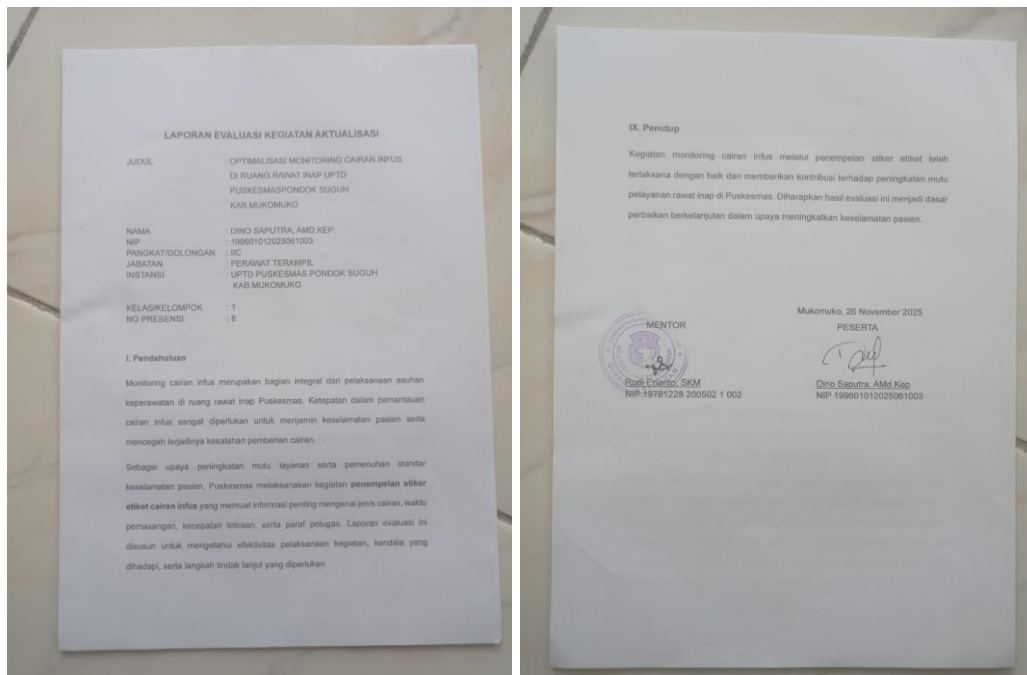 LAPORAN EVALUASI KEGIATAN AKTUALISASI
JUDUL : OPTIMALISASI MONITORING CAIRAN INFUS
DI RUANG RAWAT INAP UPTD
PUSKESMASPONDOK SUGUH
KAB.MUKOMUKO
NAMA : DINO SAPUTRA, AMD.KEP
NIP : 199601012025061003
PANGKAT/GOLONGAN : IIC
JABATAN : PERAWAT TERAMPIL
INSTANSI : UPTD PUSKESMAS PONDOK SUGUH
KAB.MUKOMUKO
KELAS/KELOMPOK : 1
NO PRESENSI : 8
I. Pendahuluan
Monitoring cairan infus merupakan bagian integral dari pelaksanaan asuhan
keperawatan di ruang rawat inap Puskesmas. Ketepatan dalam pemantauan
cairan infus sangat diperlukan untuk menjamin keselamatan pasien serta
mencegah terjadinya kesalahan pemberian cairan.
Sebagai upaya peningkatan mutu layanan serta pemenuhan standar
keselamatan pasien, Puskesmas melaksanakan kegiatan penempelan stiker
etiket cairan infus yang memuat informasi penting mengenai jenis cairan, waktu
pemasangan, kecepatan tetesan, serta paraf petugas. Laporan evaluasi ini
disusun untuk mengetahui efektivitas pelaksanaan kegiatan, kendala yang
dihadapi, serta langkah tindak lanjut yang diperlukan.
IX. Penutup
Kegiatan monitoring cairan infus melalui penempelan stiker etiket telah
terlaksana dengan baik dan memberikan kontribusi terhadap peningkatan mutu
pelayanan rawat inap di Puskesmas. Diharapkan hasil evaluasi ini menjadi dasar
perbaikan berkelanjutan dalam upaya meningkatkan keselamatan pasien.
Mukomuko, 26 November 2025
MENTOR PESERTA
Rudi Erianto, SKM Dino Saputra, AMd.Kep
NIP.19781228 200502 1 002 NIP 199601012025061003